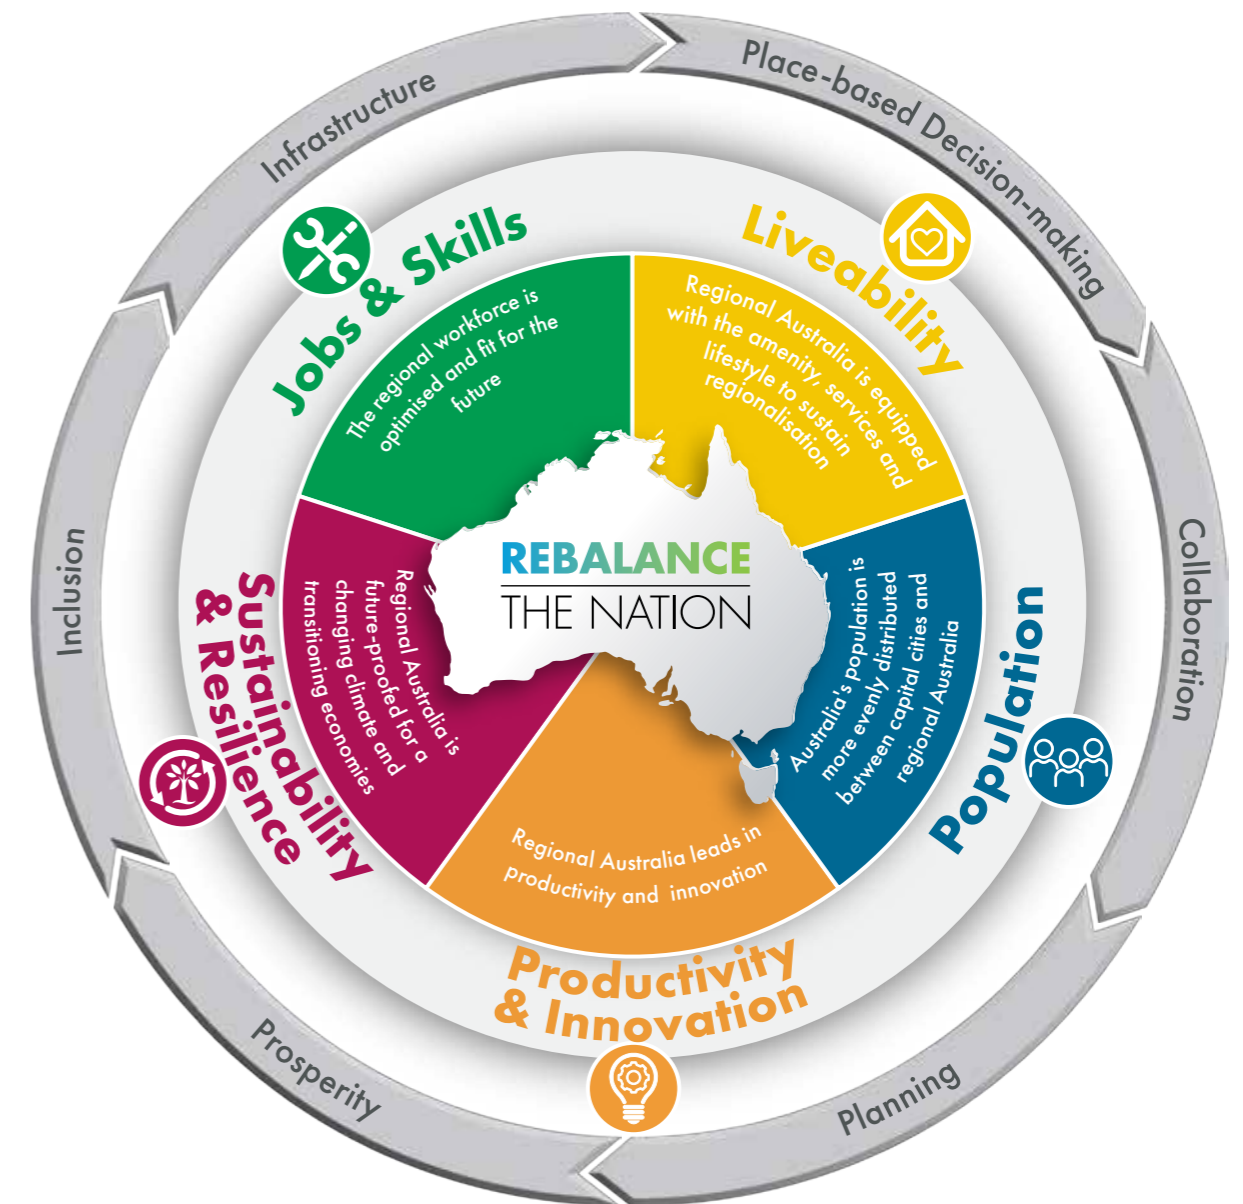 Infrastructure
Place-based Decision-making
Collaboration
Planning
Prosperity
Inclusion
Jobs & Skills
The regional workforce is
optimised and fit for the
future
Liveability
Regional Australia is equipped
with the amenity, services and
lifestyle to sustain
regionalisation
Population
Australia's population is
more evenly distributed
between capital cities and
regional Australia
Productivity
& Innovation
Regional Australia leads in
productivity and innovation
Sustainability
& Resilience
Regional Australia is
future-proofed for a
changing climate and
transitioning economies
REBALANCE
THE NATION